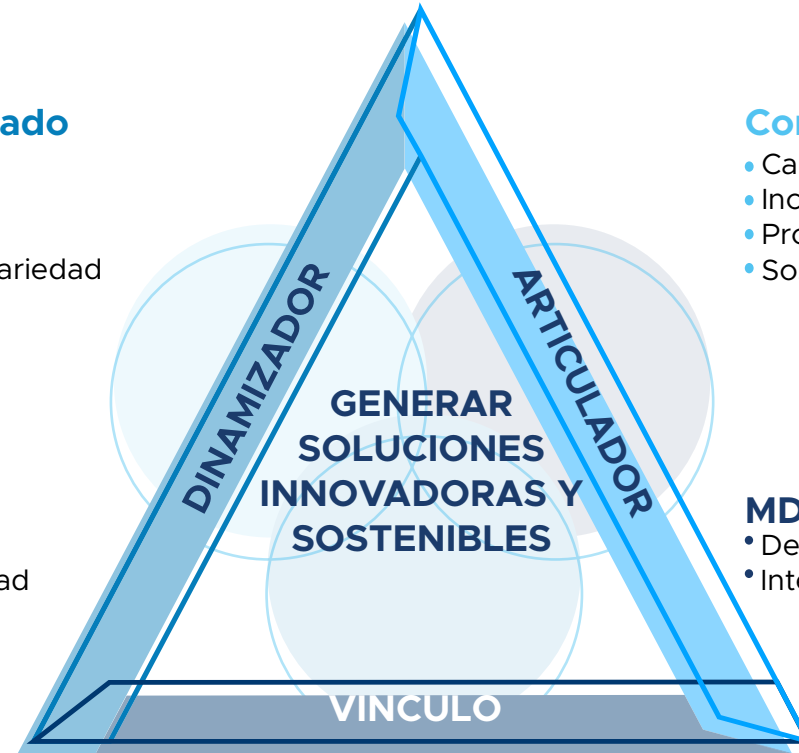 ado
ariedad
ad
DINAMIZADOR
ARTICULADOR
GENERAR
SOLUCIONES
INNOVADORAS Y
SOSTENIBLES
VINCULO
Co
Ca
Inc
Pro
So
MD
De
Inte